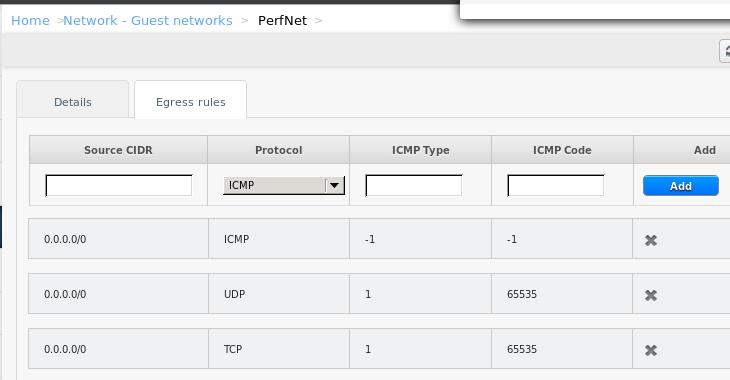 Home > Network - Guest networks > PerfNet >
Details Egress rules
Source CIDR Protocol ICMP Type ICMP Code Add
ICMP Add
0.0.0.0/0 ICMP -1 -1
0.0.0.0/0 UDP 1 65535
0.0.0.0/0 TCP 1 65535